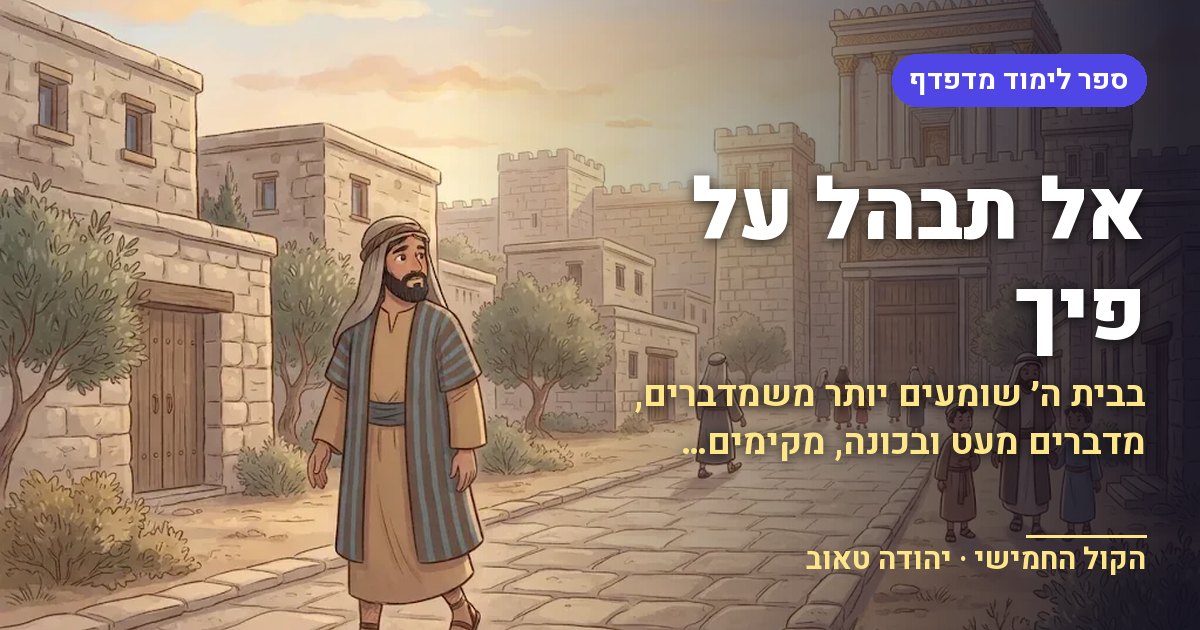 ספר לימוד מדפדף
אל תבהל על
פיך
בבית ה׳ שומעים יותר משמדברים,
מדברים מעט ובכונה, מקימים...
הקול החמישי · יהודה טאוב